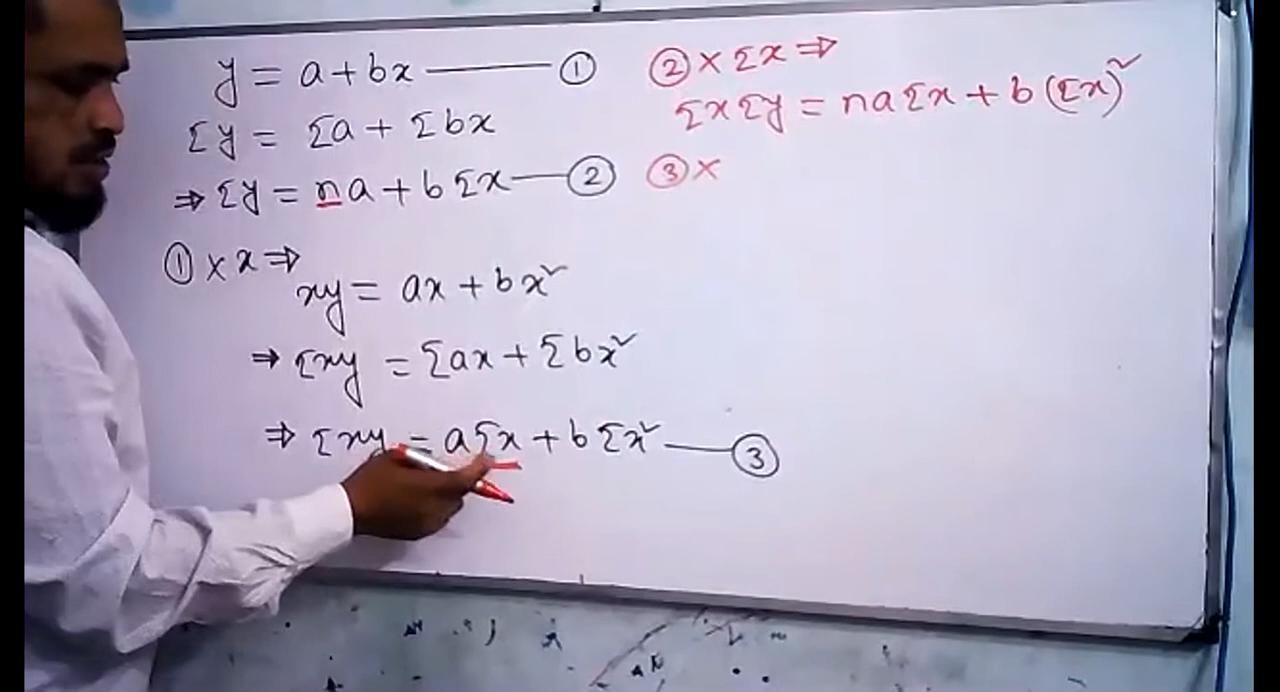 y = a + bx —— ①
Σy = Σa + Σbx
⇒ Σy = na + bΣx — ②
① × x ⇒
xy = ax + bx²
⇒ Σxy = Σax + Σbx²
⇒ Σxy = aΣx + bΣx² —— ③
② × Σx ⇒
ΣxΣy = naΣx + b(Σx)²
③ ×